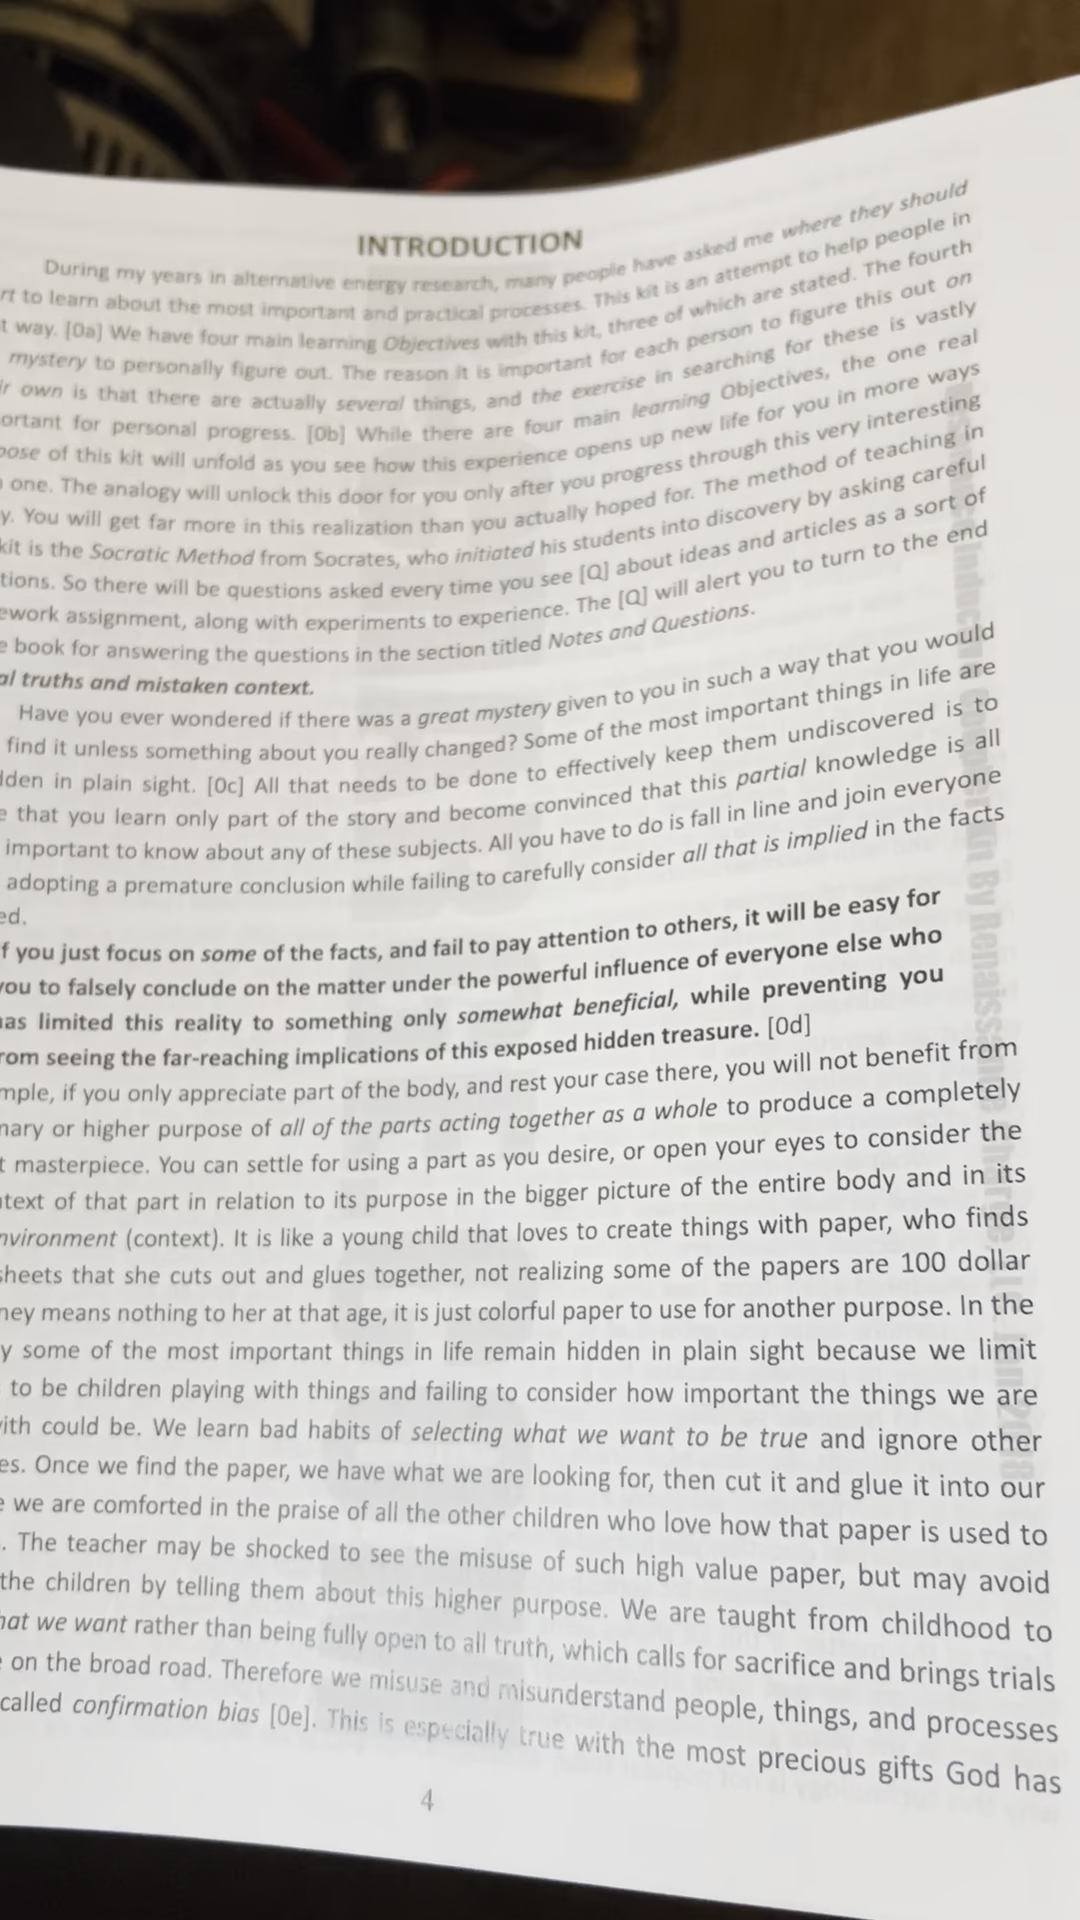 INTRODUCTION
During my years in alternative energy research, many people have asked me where they should
rt to learn about the most important and practical processes. This kit is an attempt to help people in
t way. [0a] We have four main learning Objectives with this kit, three of which are stated. The fourth
mystery to personally figure out. The reason it is important for each person to figure this out on
ir own is that there are actually several things, and the exercise in searching for these is vastly
ortant for personal progress. [0b] While there are four main learning Objectives, the one real
pose of this kit will unfold as you see how this experience opens up new life for you in more ways
one. The analogy will unlock this door for you only after you progress through this very interesting
y. You will get far more in this realization than you actually hoped for. The method of teaching in
kit is the Socratic Method from Socrates, who initiated his students into discovery by asking careful
tions. So there will be questions asked every time you see [Q] about ideas and articles as a sort of
ework assignment, along with experiments to experience. The [Q] will alert you to turn to the end
e book for answering the questions in the section titled Notes and Questions.
al truths and mistaken context.
Have you ever wondered if there was a great mystery given to you in such a way that you would
find it unless something about you really changed? Some of the most important things in life are
dden in plain sight. [0c] All that needs to be done to effectively keep them undiscovered is to
e that you learn only part of the story and become convinced that this partial knowledge is all
important to know about any of these subjects. All you have to do is fall in line and join everyone
adopting a premature conclusion while failing to carefully consider all that is implied in the facts
ed.
f you just focus on some of the facts, and fail to pay attention to others, it will be easy for
you to falsely conclude on the matter under the powerful influence of everyone else who
has limited this reality to something only somewhat beneficial, while preventing you
rom seeing the far-reaching implications of this exposed hidden treasure. [0d]
mple, if you only appreciate part of the body, and rest your case there, you will not benefit from
mary or higher purpose of all of the parts acting together as a whole to produce a completely
t masterpiece. You can settle for using a part as you desire, or open your eyes to consider the
ntext of that part in relation to its purpose in the bigger picture of the entire body and in its
nvironment (context). It is like a young child that loves to create things with paper, who finds
sheets that she cuts out and glues together, not realizing some of the papers are 100 dollar
ney means nothing to her at that age, it is just colorful paper to use for another purpose. In the
y some of the most important things in life remain hidden in plain sight because we limit
to be children playing with things and failing to consider how important the things we are
with could be. We learn bad habits of selecting what we want to be true and ignore other
es. Once we find the paper, we have what we are looking for, then cut it and glue it into our
e we are comforted in the praise of all the other children who love how that paper is used to
. The teacher may be shocked to see the misuse of such high value paper, but may avoid
the children by telling them about this higher purpose. We are taught from childhood to
hat we want rather than being fully open to all truth, which calls for sacrifice and brings trials
e on the broad road. Therefore we misuse and misunderstand people, things, and processes
called confirmation bias [0e]. This is especially true with the most precious gifts God has
4